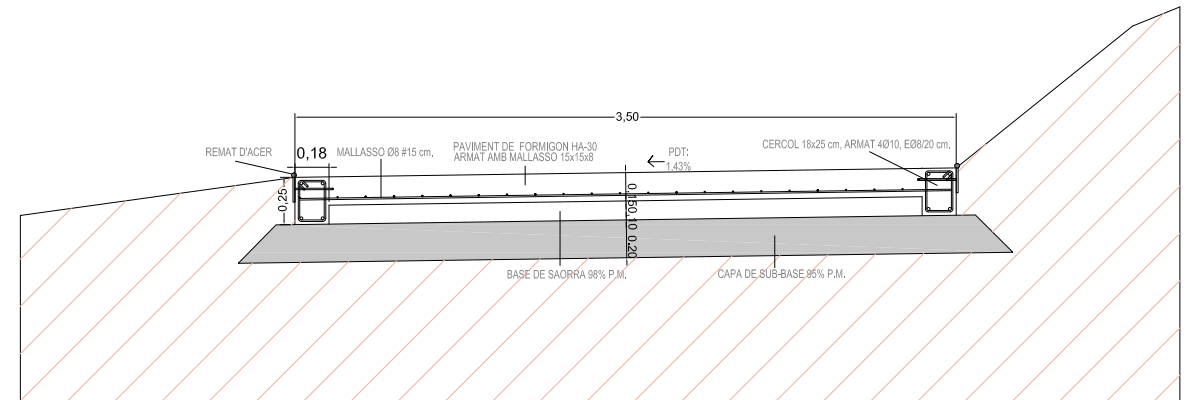 3,50
REMAT D'ACER
0,18
MALLASSO Ø8 #15 cm.
PAVIMENT DE FORMIGON HA-30
ARMAT AMB MALLASSO 15x15x8
PDT:
1,43%
CERCOL 18x25 cm, ARMAT 4Ø10, EØ8/20 cm.
0,25
0,15
0,10
0,20
BASE DE SAORRA 98% P.M.
CAPA DE SUB-BASE 95% P.M.